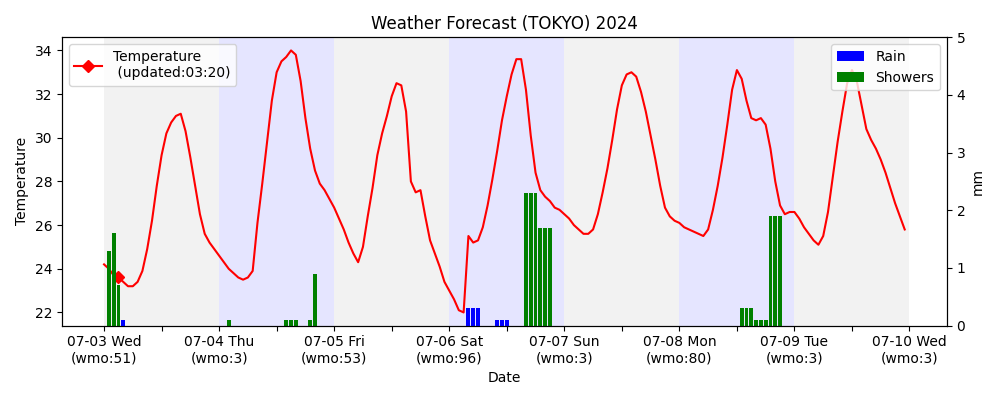 Weather Forecast (TOKYO) 2024
Temperature
(updated:03:20)
Rain
Showers
Temperature
34
32
30
28
26
24
22
5
4
3
2
1
0
mm
07-03 Wed
(wmo:51)
07-04 Thu
(wmo:3)
07-05 Fri
(wmo:53)
07-06 Sat
(wmo:96)
07-07 Sun
(wmo:3)
07-08 Mon
(wmo:80)
07-09 Tue
(wmo:3)
07-10 Wed
(wmo:3)
Date